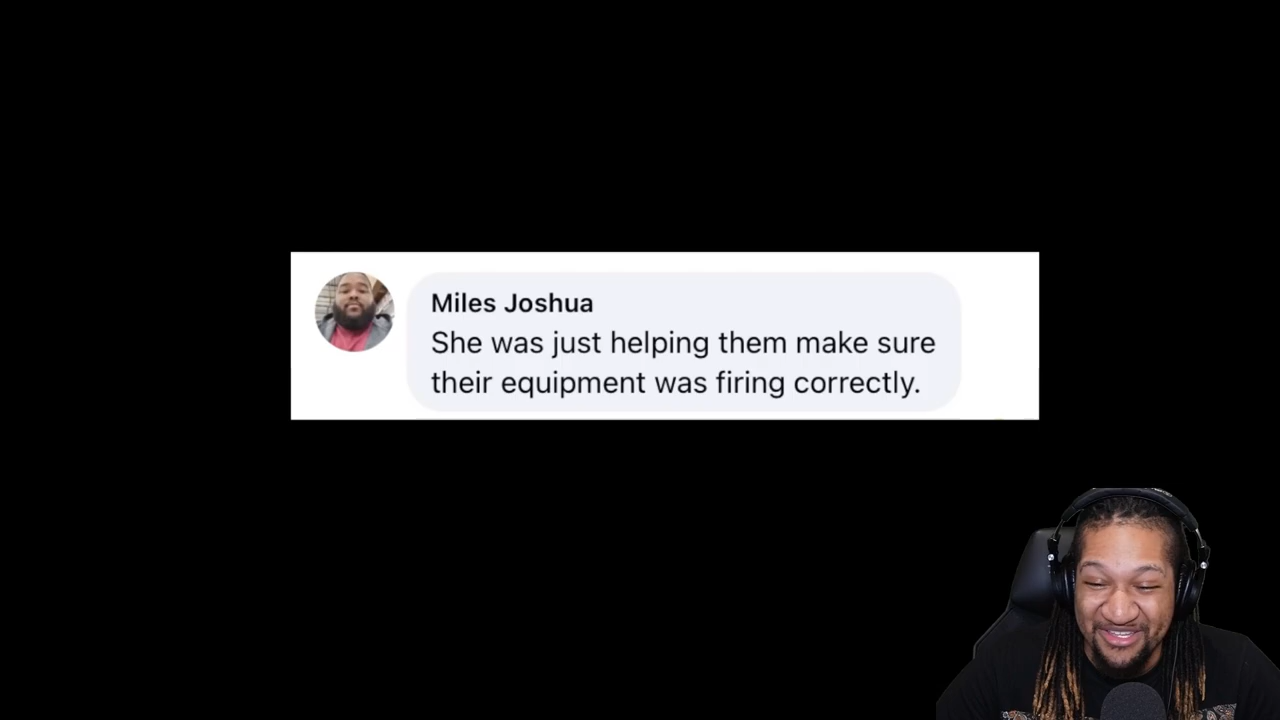 Miles Joshua
She was just helping them make sure
their equipment was firing correctly.